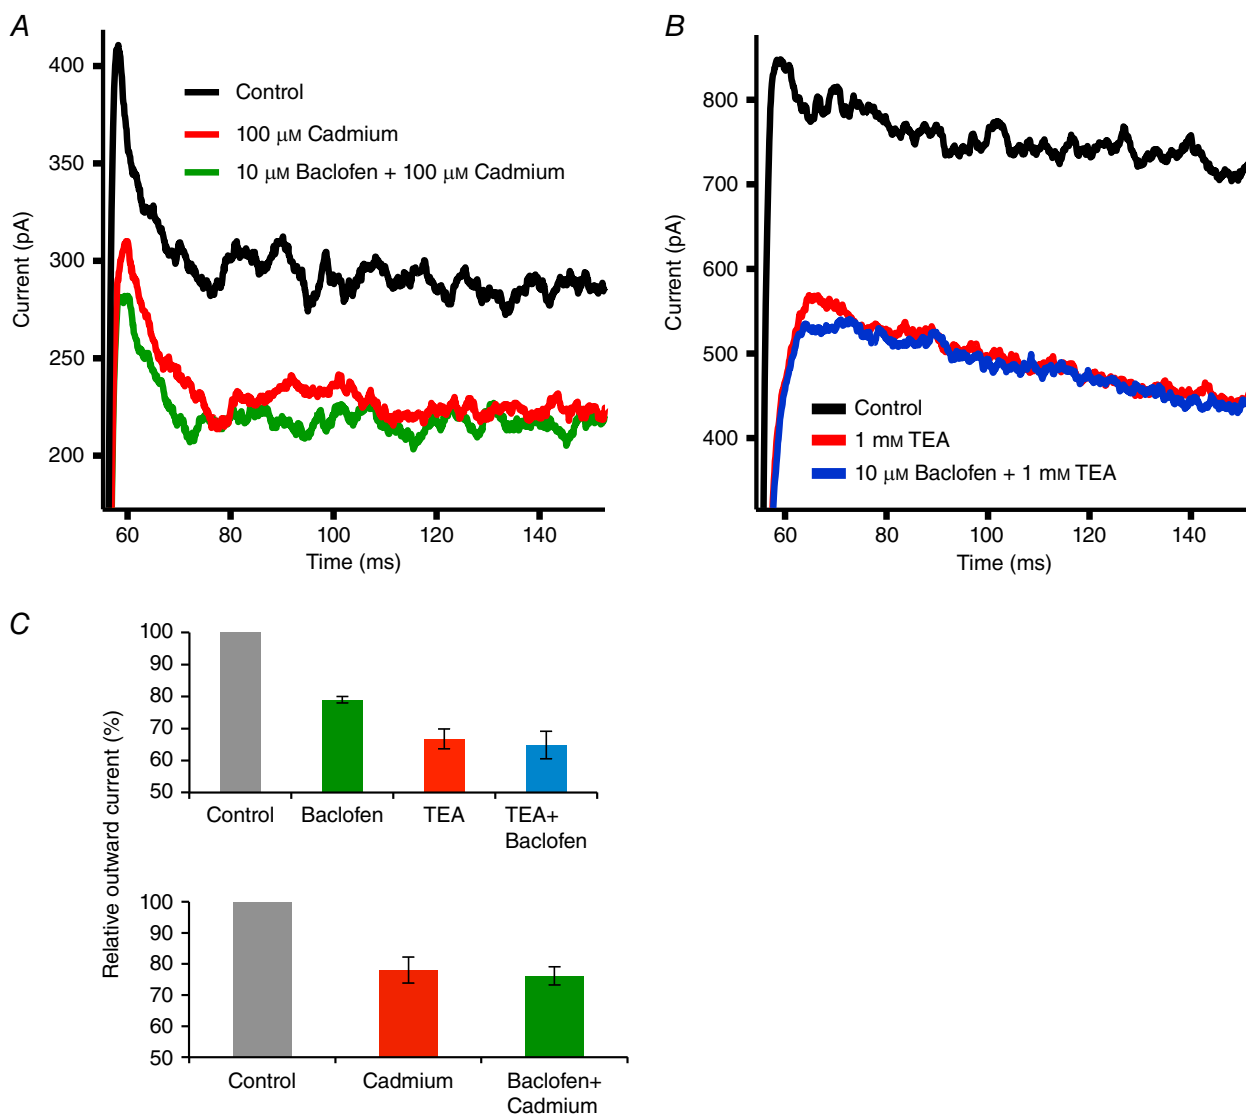 A
400
350
300
250
200
Current (pA)
Control
100 μM Cadmium
10 μM Baclofen + 100 μM Cadmium
60 80 100 120 140
Time (ms)
B
800
700
600
500
400
Current (pA)
Control
1 mM TEA
10 μM Baclofen + 1 mM TEA
60 80 100 120 140
Time (ms)
C
Relative outward current (%)
100
90
80
70
60
50
Control Baclofen TEA TEA+
Baclofen
100
90
80
70
60
50
Control Cadmium Baclofen+
Cadmium